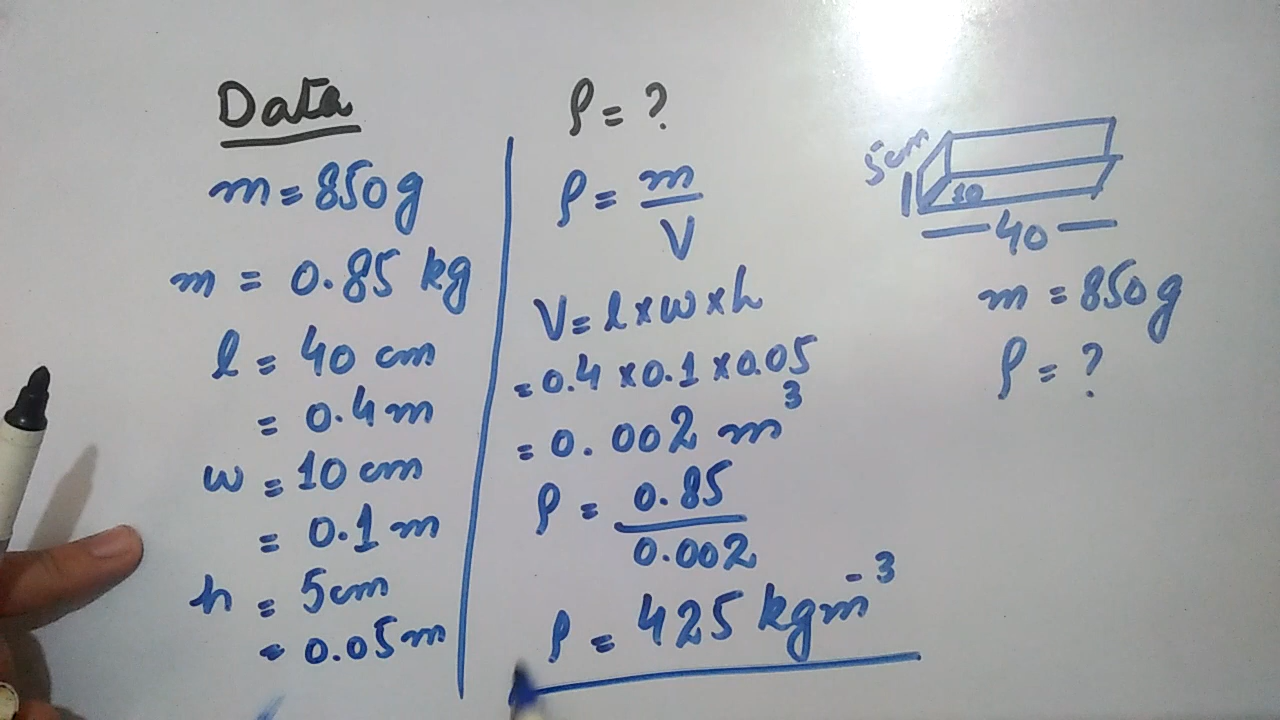 Data
m = 850g
m = 0.85 kg
l = 40 cm
= 0.4m
w = 10 cm
= 0.1 m
h = 5cm
= 0.05m
ρ = ?
ρ = m/V
V = l×w×h
= 0.4 ×0.1 ×0.05
= 0.002 m³
ρ = 0.85/0.002
ρ = 425 kgm⁻³
5cm
10
40
m = 850g
ρ = ?